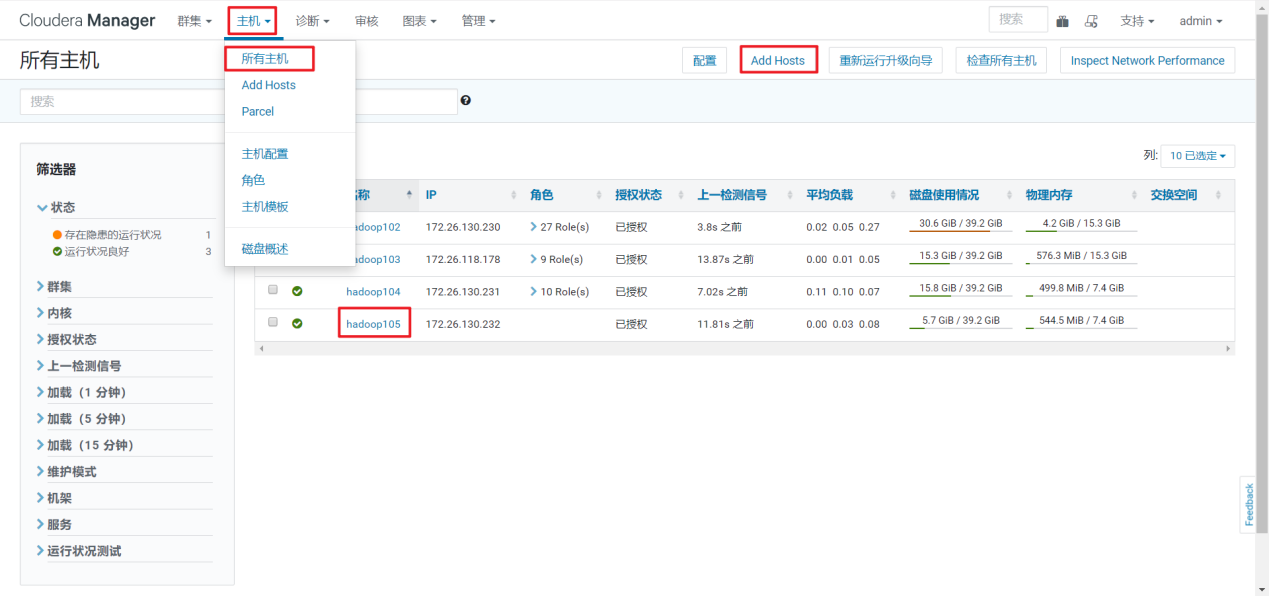 Cloudera Manager 群集 主机 诊断 审核 图表 管理 搜索 支持 admin
所有主机 配置 Add Hosts 重新运行升级向导 检查所有主机 Inspect Network Performance
搜索
所有主机
Add Hosts
Parcel
主机配置
角色
主机模板
磁盘概述
筛选器
状态
存在隐患的运行状况 1
运行状况良好 3
群集
内核
授权状态
上一检测信号
加载（1 分钟）
加载（5 分钟）
加载（15 分钟）
维护模式
机架
服务
运行状况测试
列: 10 已选定
称 IP 角色 授权状态 上一检测信号 平均负载 磁盘使用情况 物理内存 交换空间
adoop102 172.26.130.230 27 Role(s) 已授权 3.8s 之前 0.02 0.05 0.27 30.6 GiB / 39.2 GiB 4.2 GiB / 15.3 GiB
adoop103 172.26.118.178 9 Role(s) 已授权 13.87s 之前 0.00 0.01 0.05 15.3 GiB / 39.2 GiB 576.3 MiB / 15.3 GiB
hadoop104 172.26.130.231 10 Role(s) 已授权 7.02s 之前 0.11 0.10 0.07 15.8 GiB / 39.2 GiB 499.8 MiB / 7.4 GiB
hadoop105 172.26.130.232 已授权 11.81s 之前 0.00 0.03 0.08 5.7 GiB / 39.2 GiB 544.5 MiB / 7.4 GiB
Feedback